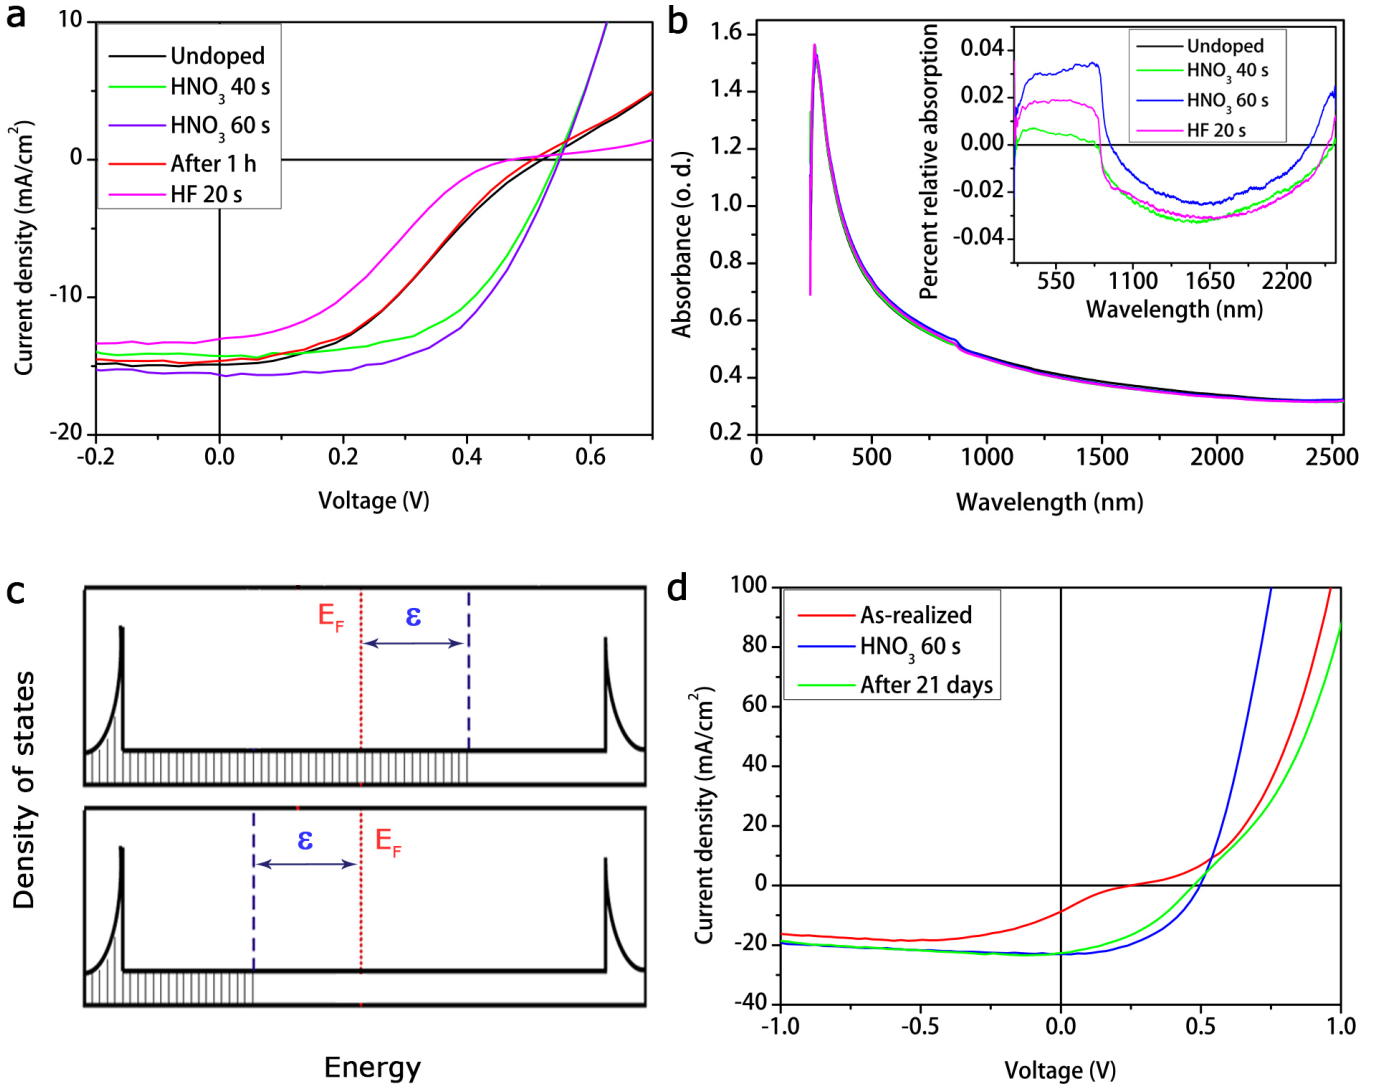 a
10
0
-10
-20
-0.2
0.0
0.2
0.4
0.6
Current density (mA/cm²)
Voltage (V)
Undoped
HNO₃ 40 s
HNO₃ 60 s
After 1 h
HF 20 s
b
1.6
1.4
1.2
1.0
0.8
0.6
0.4
0.2
0
500
1000
1500
2000
2500
Absorbance (o. d.)
Wavelength (nm)
Percent relative absorption
0.04
0.02
0.00
-0.02
-0.04
550
1100
1650
2200
Wavelength (nm)
Undoped
HNO₃ 40 s
HNO₃ 60 s
HF 20 s
c
Density of states
E_F
ε
ε
E_F
Energy
d
100
80
60
40
20
0
-20
-40
-1.0
-0.5
0.0
0.5
1.0
Current density (mA/cm²)
Voltage (V)
As-realized
HNO₃ 60 s
After 21 days